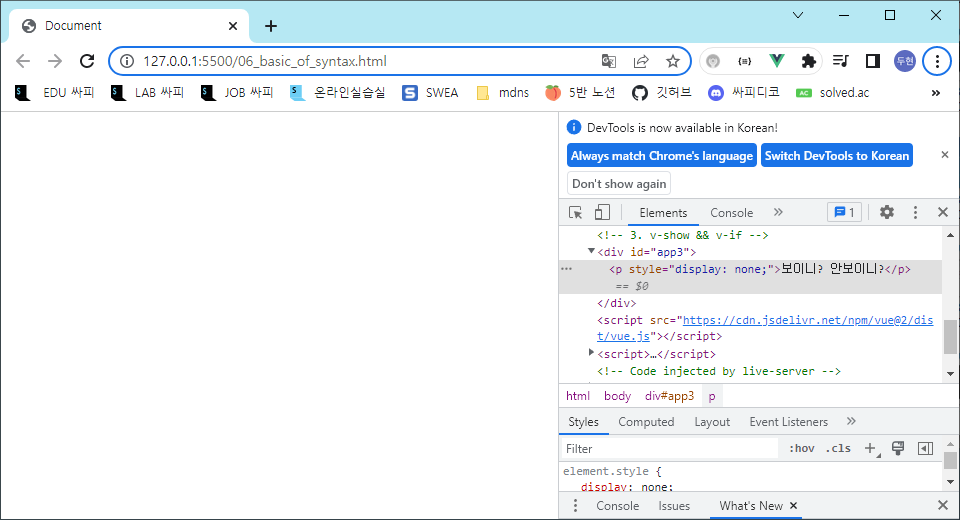 Document
127.0.0.1:5500/06_basic_of_syntax.html
두현
EDU 싸피 LAB 싸피 JOB 싸피 온라인실습실 SWEA mdns 5반 노션 깃허브 싸피디코 AC solved.ac »
DevTools is now available in Korean!
Always match Chrome's language Switch DevTools to Korean
Don't show again
Elements Console » 1
<!-- 3. v-show && v-if -->
<div id="app3">
<p style="display: none;">보이니? 안보이니?</p>
== $0
</div>
<script src="https://cdn.jsdelivr.net/npm/vue@2/dis
t/vue.js"></script>
<script>…</script>
<!-- Code injected by live-server -->
html body div#app3 p
Styles Computed Layout Event Listeners »
Filter :hov .cls
element.style {
display: none;
Console Issues What's New